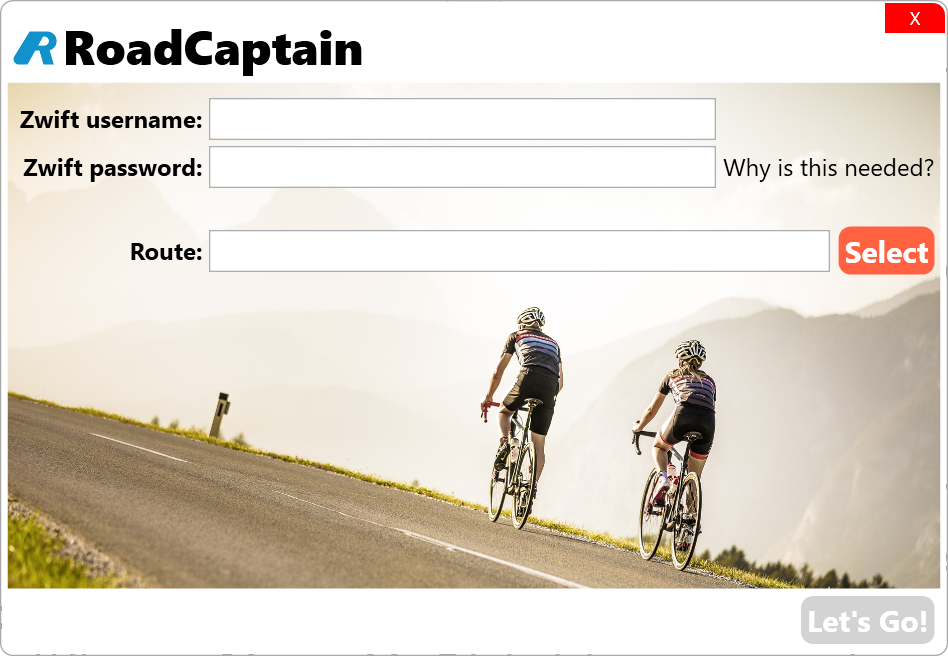 X
RoadCaptain
Zwift username:
Zwift password: Why is this needed?
Route: Select
Let's Go!